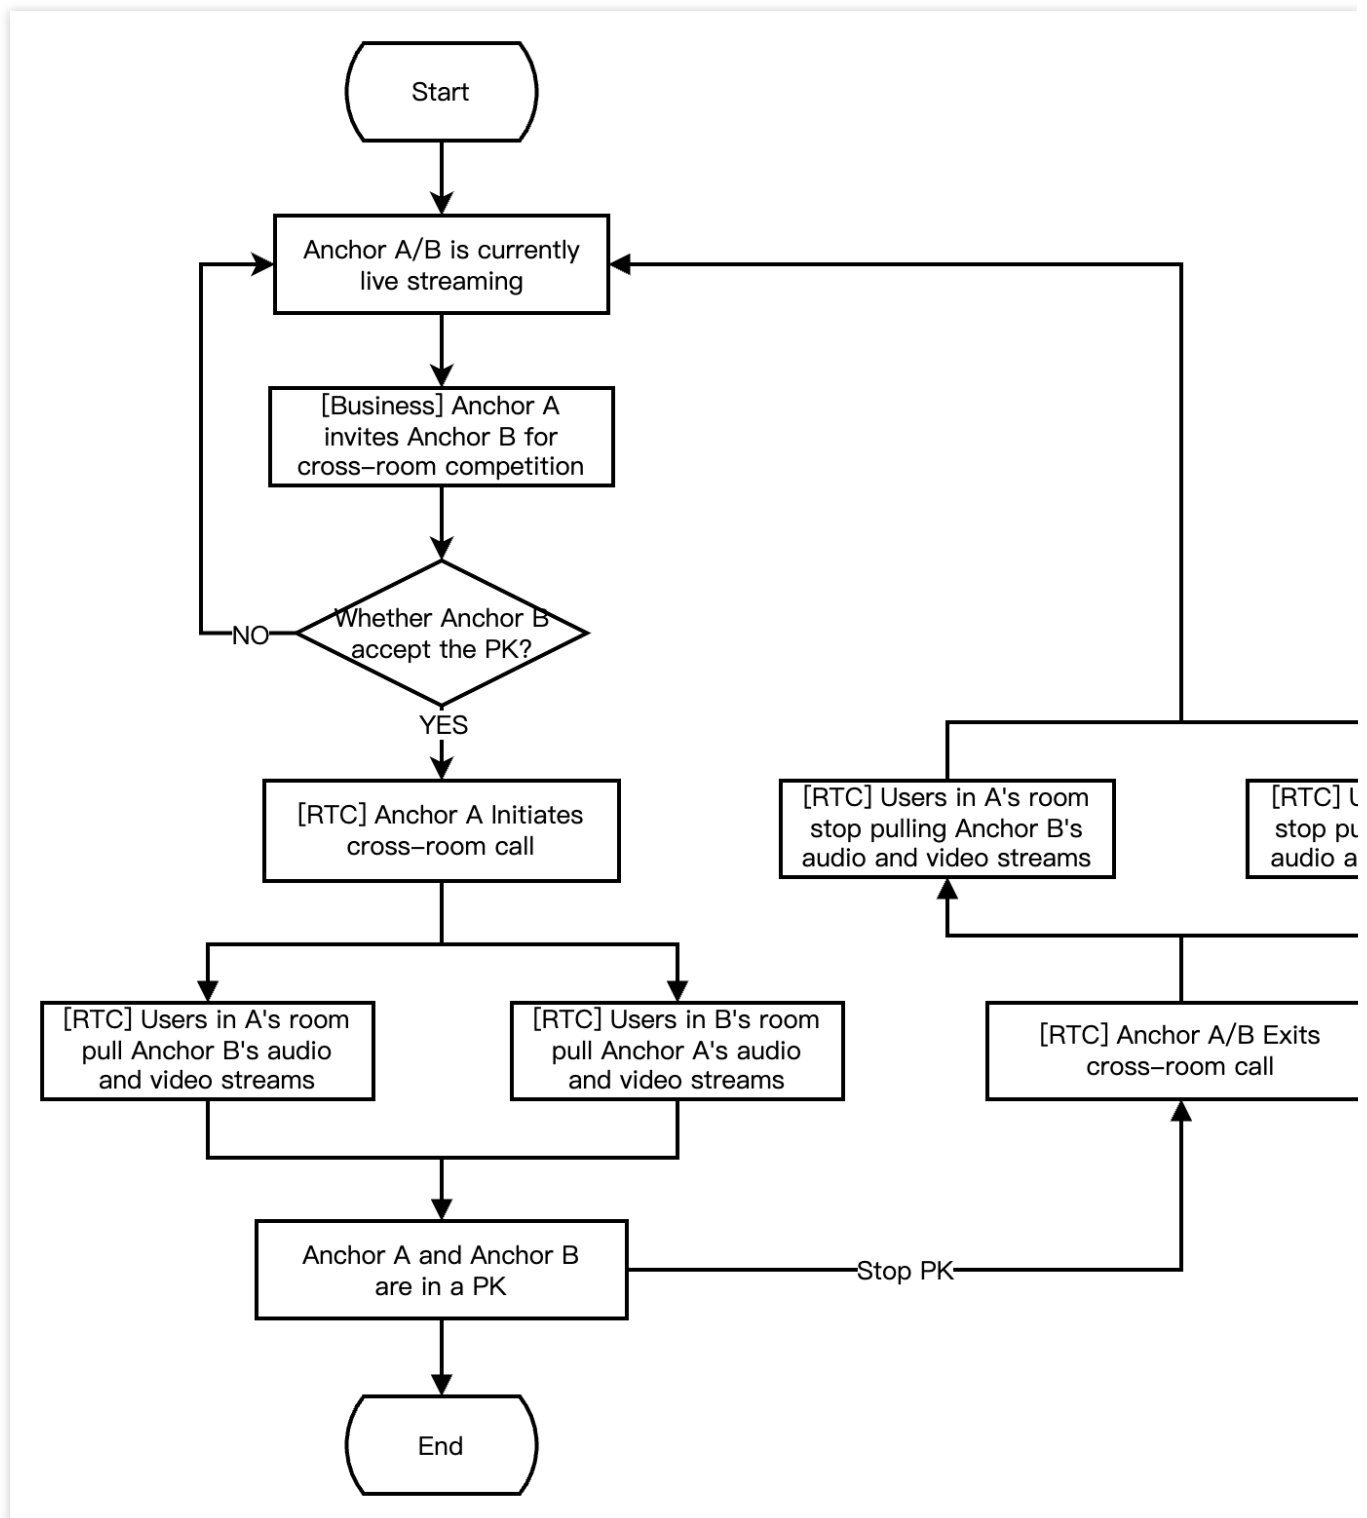 Start
Anchor A/B is currently
live streaming
[Business] Anchor A
invites Anchor B for
cross–room competition
Whether Anchor B
accept the PK?
NO
YES
[RTC] Anchor A Initiates
cross–room call
[RTC] Users in A's room
stop pulling Anchor B's
audio and video streams
[RTC]
stop
audio
[RTC] Users in A's room
pull Anchor B's audio
and video streams
[RTC] Users in B's room
pull Anchor A's audio
and video streams
[RTC] Anchor A/B Exits
cross–room call
Anchor A and Anchor B
are in a PK
Stop PK
End